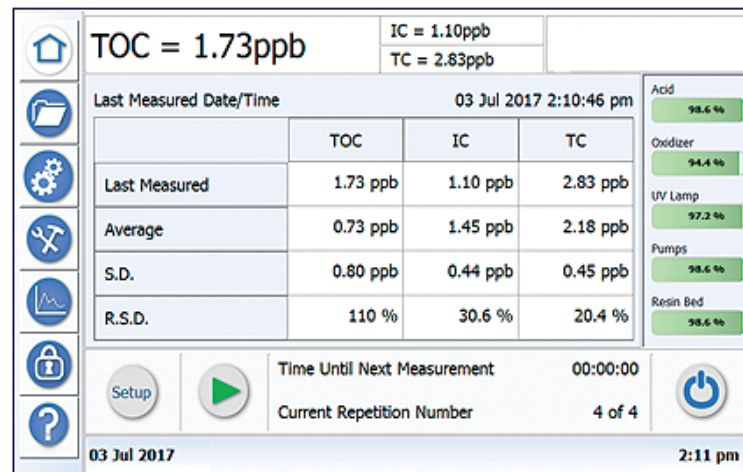 TOC = 1.73ppb
IC = 1.10ppb
TC = 2.83ppb
Last Measured Date/Time 03 Jul 2017 2:10:46 pm
TOC IC TC
Last Measured 1.73 ppb 1.10 ppb 2.83 ppb
Average 0.73 ppb 1.45 ppb 2.18 ppb
S.D. 0.80 ppb 0.44 ppb 0.45 ppb
R.S.D. 110 % 30.6 % 20.4 %
Acid
98.6 %
Oxidizer
94.4 %
UV Lamp
97.2 %
Pumps
98.6 %
Resin Bed
98.6 %
Setup
Time Until Next Measurement 00:00:00
Current Repetition Number 4 of 4
?
03 Jul 2017 2:11 pm